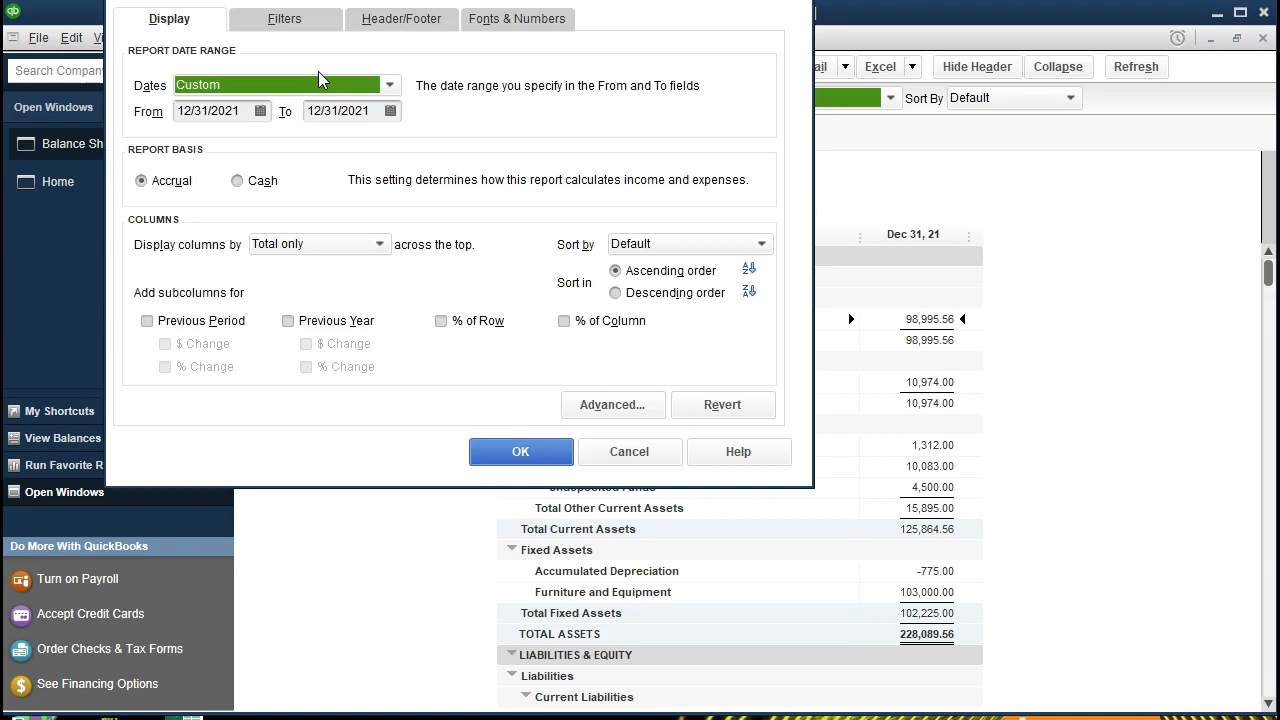 Display
Filters
Header/Footer
Fonts & Numbers
File
Edit
Search Compan
Open Windows
Balance Sh
Home
My Shortcuts
View Balances
Run Favorite R
Open Windows
Do More With QuickBooks
Turn on Payroll
Accept Credit Cards
Order Checks & Tax Forms
See Financing Options
REPORT DATE RANGE
Dates Custom The date range you specify in the From and To fields
From 12/31/2021 To 12/31/2021
REPORT BASIS
Accrual Cash This setting determines how this report calculates income and expenses.
COLUMNS
Display columns by Total only across the top. Sort by Default
Sort in Ascending order
Descending order
Add subcolumns for
Previous Period Previous Year % of Row % of Column
$ Change $ Change
% Change % Change
Advanced... Revert
OK Cancel Help
ail Excel Hide Header Collapse Refresh
Sort By Default
Dec 31, 21
98,995.56
98,995.56
10,974.00
10,974.00
1,312.00
10,083.00
4,500.00
Total Other Current Assets 15,895.00
Total Current Assets 125,864.56
Fixed Assets
Accumulated Depreciation -775.00
Furniture and Equipment 103,000.00
Total Fixed Assets 102,225.00
TOTAL ASSETS 228,089.56
LIABILITIES & EQUITY
Liabilities
Current Liabilities